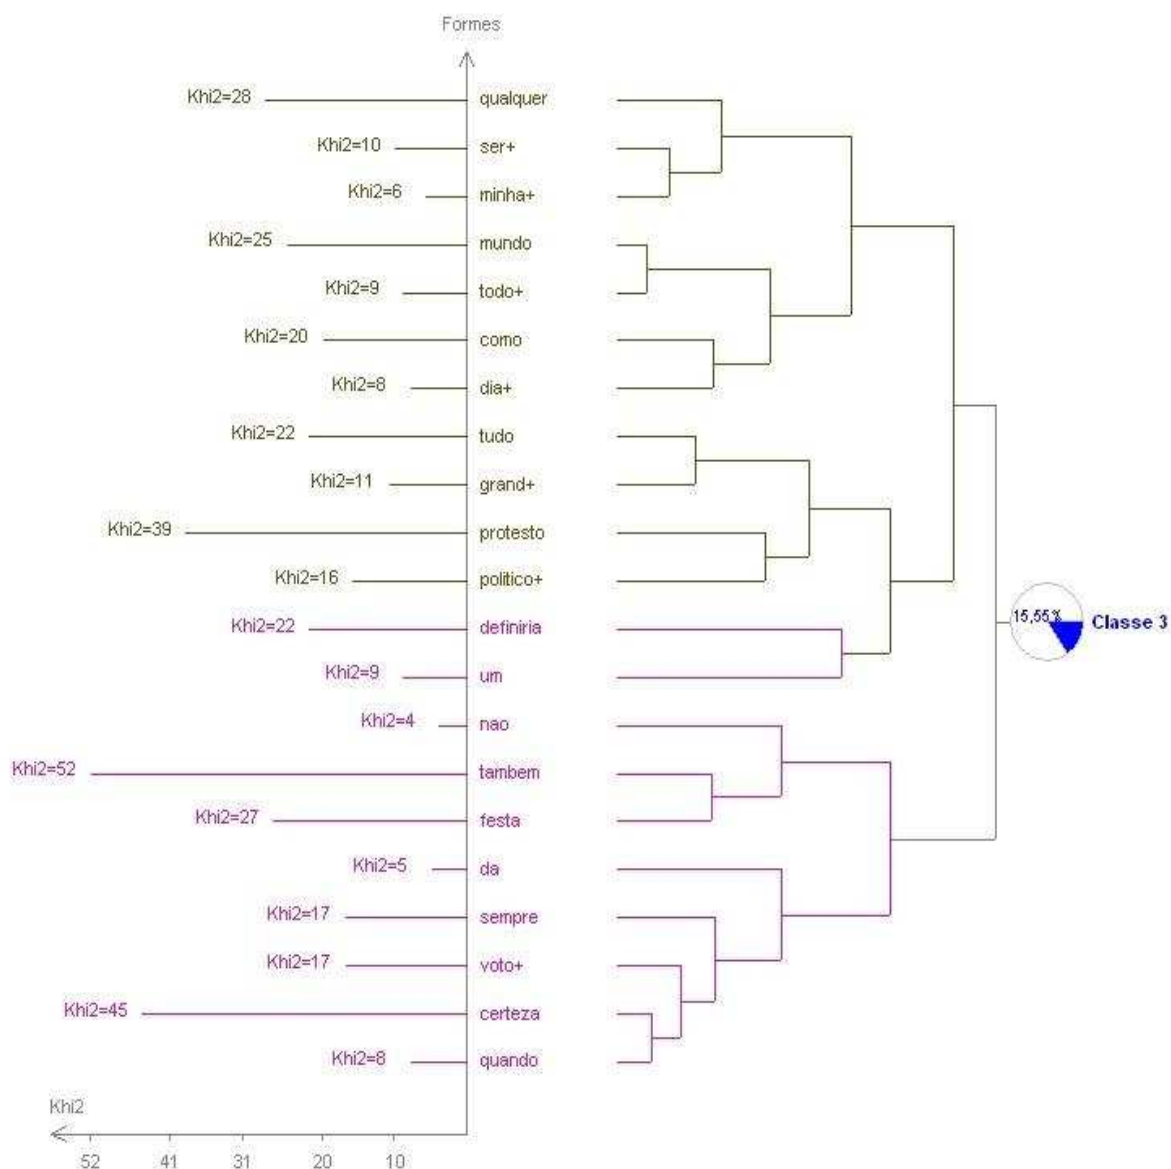 Formes
Khi2=28 qualquer
Khi2=10 ser+
Khi2=6 minha+
Khi2=25 mundo
Khi2=9 todo+
Khi2=20 como
Khi2=8 dia+
Khi2=22 tudo
Khi2=11 grand+
Khi2=39 protesto
Khi2=16 politico+
Khi2=22 definiria
Khi2=9 um
Khi2=4 nao
Khi2=52 tambem
Khi2=27 festa
Khi2=5 da
Khi2=17 sempre
Khi2=17 voto+
Khi2=45 certeza
Khi2=8 quando
15,55% Classe 3
Khi2
52 41 31 20 10